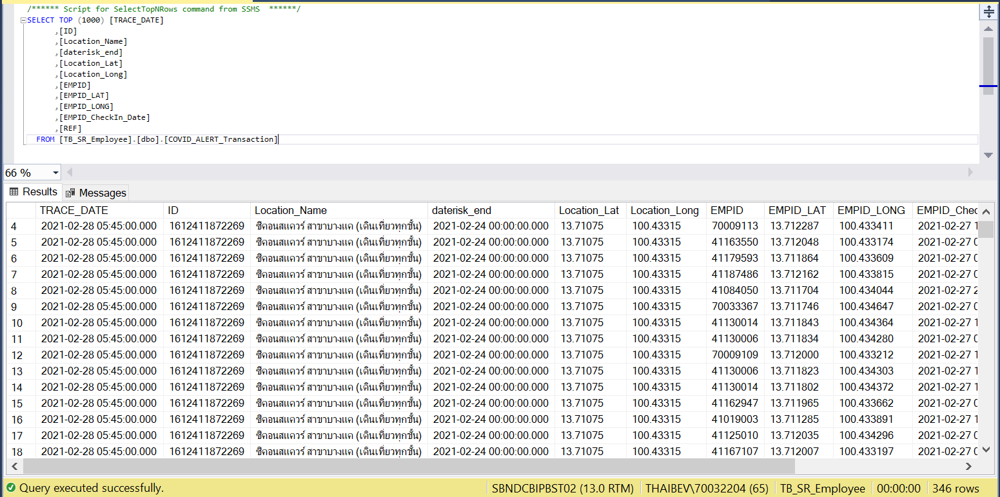 /****** Script for SelectTopNRows command from SSMS  ******/
SELECT TOP (1000) [TRACE_DATE]
,[ID]
,[Location_Name]
,[daterisk_end]
,[Location_Lat]
,[Location_Long]
,[EMPID]
,[EMPID_LAT]
,[EMPID_LONG]
,[EMPID_CheckIn_Date]
,[REF]
FROM [TB_SR_Employee].[dbo].[COVID_ALERT_Transaction]
66 %
Results Messages
TRACE_DATE ID Location_Name daterisk_end Location_Lat Location_Long EMPID EMPID_LAT EMPID_LONG EMPID_Chec
4 2021-02-28 05:45:00.000 1612411872269 ซีคอนสแควร์ สาขาบางแค (เดินเที่ยวทุกชั้น) 2021-02-24 00:00:00.000 13.71075 100.43315 70009113 13.712287 100.433411 2021-02-27 1
5 2021-02-28 05:45:00.000 1612411872269 ซีคอนสแควร์ สาขาบางแค (เดินเที่ยวทุกชั้น) 2021-02-24 00:00:00.000 13.71075 100.43315 41163550 13.712048 100.433174 2021-02-27 0
6 2021-02-28 05:45:00.000 1612411872269 ซีคอนสแควร์ สาขาบางแค (เดินเที่ยวทุกชั้น) 2021-02-24 00:00:00.000 13.71075 100.43315 41179593 13.711864 100.433609 2021-02-27 0
7 2021-02-28 05:45:00.000 1612411872269 ซีคอนสแควร์ สาขาบางแค (เดินเที่ยวทุกชั้น) 2021-02-24 00:00:00.000 13.71075 100.43315 41187486 13.712162 100.433815 2021-02-27 0
8 2021-02-28 05:45:00.000 1612411872269 ซีคอนสแควร์ สาขาบางแค (เดินเที่ยวทุกชั้น) 2021-02-24 00:00:00.000 13.71075 100.43315 41084050 13.711704 100.434044 2021-02-27 2
9 2021-02-28 05:45:00.000 1612411872269 ซีคอนสแควร์ สาขาบางแค (เดินเที่ยวทุกชั้น) 2021-02-24 00:00:00.000 13.71075 100.43315 70033367 13.711746 100.434647 2021-02-27 0
10 2021-02-28 05:45:00.000 1612411872269 ซีคอนสแควร์ สาขาบางแค (เดินเที่ยวทุกชั้น) 2021-02-24 00:00:00.000 13.71075 100.43315 41130014 13.711843 100.434364 2021-02-27 1
11 2021-02-28 05:45:00.000 1612411872269 ซีคอนสแควร์ สาขาบางแค (เดินเที่ยวทุกชั้น) 2021-02-24 00:00:00.000 13.71075 100.43315 41130006 13.711834 100.434280 2021-02-27 0
12 2021-02-28 05:45:00.000 1612411872269 ซีคอนสแควร์ สาขาบางแค (เดินเที่ยวทุกชั้น) 2021-02-24 00:00:00.000 13.71075 100.43315 70009109 13.712000 100.433212 2021-02-27 1
13 2021-02-28 05:45:00.000 1612411872269 ซีคอนสแควร์ สาขาบางแค (เดินเที่ยวทุกชั้น) 2021-02-24 00:00:00.000 13.71075 100.43315 41130006 13.711823 100.434303 2021-02-27 1
14 2021-02-28 05:45:00.000 1612411872269 ซีคอนสแควร์ สาขาบางแค (เดินเที่ยวทุกชั้น) 2021-02-24 00:00:00.000 13.71075 100.43315 41130014 13.711802 100.434372 2021-02-27 1
15 2021-02-28 05:45:00.000 1612411872269 ซีคอนสแควร์ สาขาบางแค (เดินเที่ยวทุกชั้น) 2021-02-24 00:00:00.000 13.71075 100.43315 41162947 13.711965 100.433662 2021-02-27 0
16 2021-02-28 05:45:00.000 1612411872269 ซีคอนสแควร์ สาขาบางแค (เดินเที่ยวทุกชั้น) 2021-02-24 00:00:00.000 13.71075 100.43315 41019003 13.711285 100.433891 2021-02-27 1
17 2021-02-28 05:45:00.000 1612411872269 ซีคอนสแควร์ สาขาบางแค (เดินเที่ยวทุกชั้น) 2021-02-24 00:00:00.000 13.71075 100.43315 41125010 13.712035 100.434296 2021-02-27 0
18 2021-02-28 05:45:00.000 1612411872269 ซีคอนสแควร์ สาขาบางแค (เดินเที่ยวทุกชั้น) 2021-02-24 00:00:00.000 13.71075 100.43315 41167107 13.712007 100.433197 2021-02-27 0
Query executed successfully. SBNDCBIPBST02 (13.0 RTM) THAIBEV\70032204 (65) TB_SR_Employee 00:00:00 346 rows